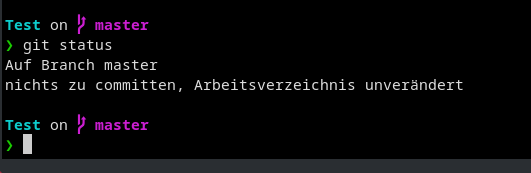 Test on master
❯ git status
Auf Branch master
nichts zu committen, Arbeitsverzeichnis unverändert
Test on master
❯